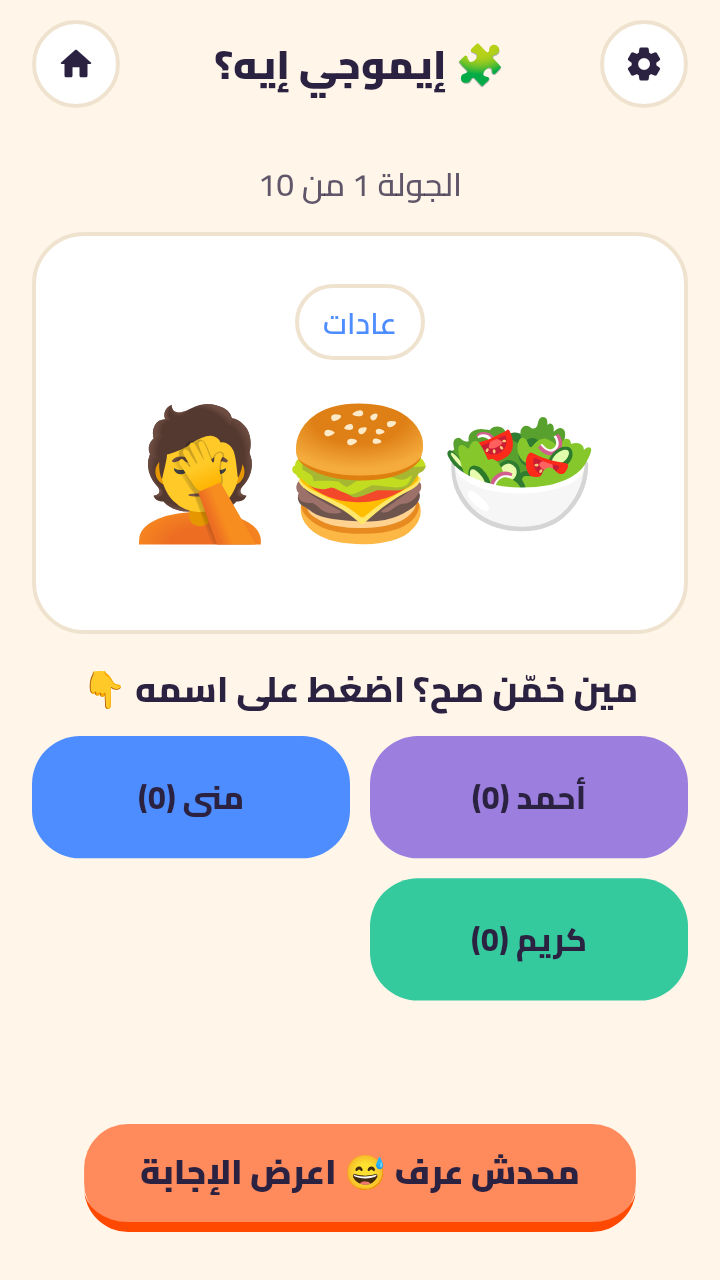 إيموجي إيه؟
الجولة 1 من 10
عادات
مين خمّن صح؟ اضغط على اسمه
أحمد (0)
منى (0)
كريم (0)
محدش عرف 😅 اعرض الإجابة